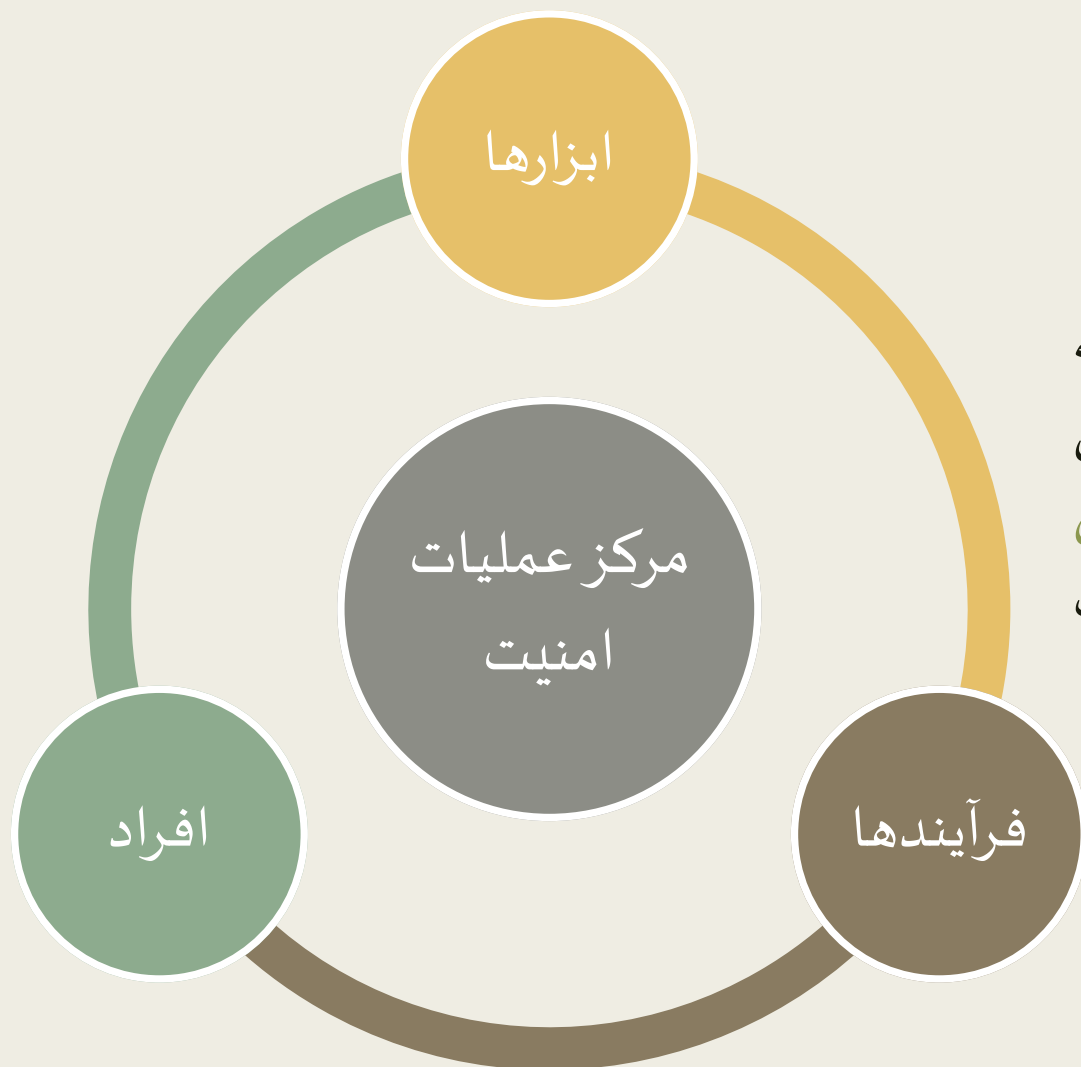 ابزارها
مرکز عملیات
امنیت
افراد
فرآیندها